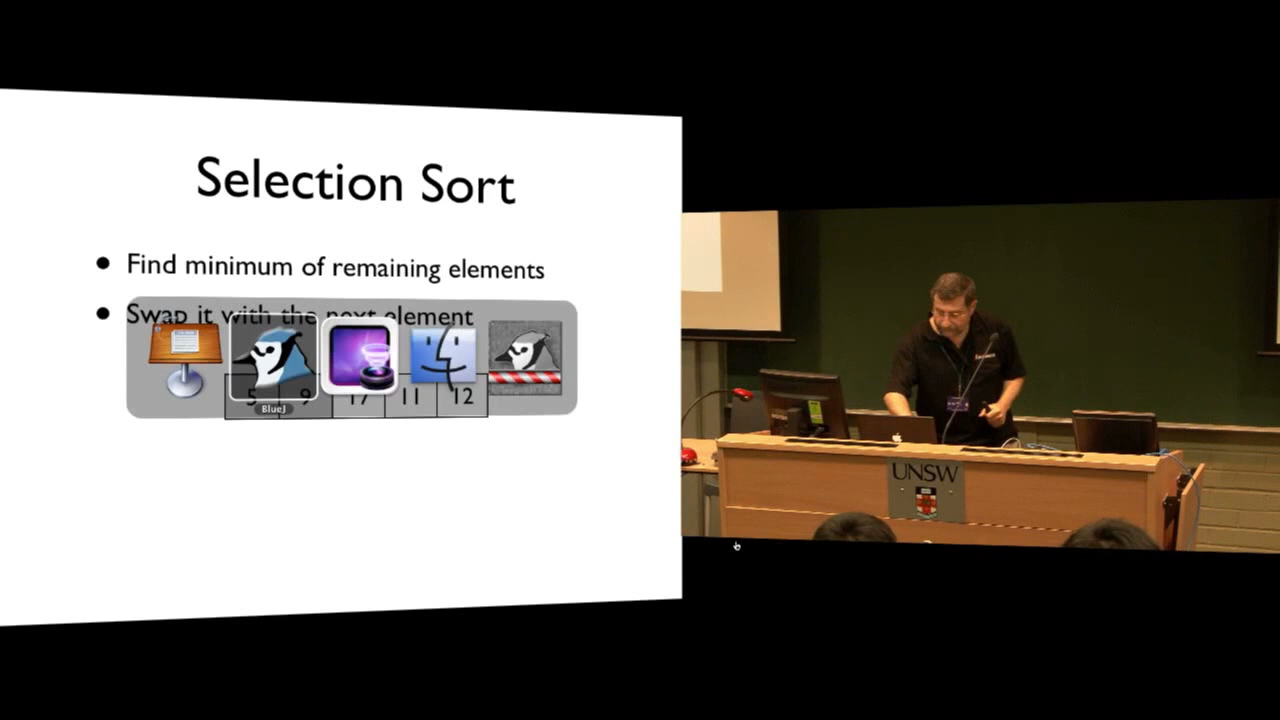 Selection Sort
• Find minimum of remaining elements
• Swap it with the next element
5 9 17 11 12
BlueJ
UNSW